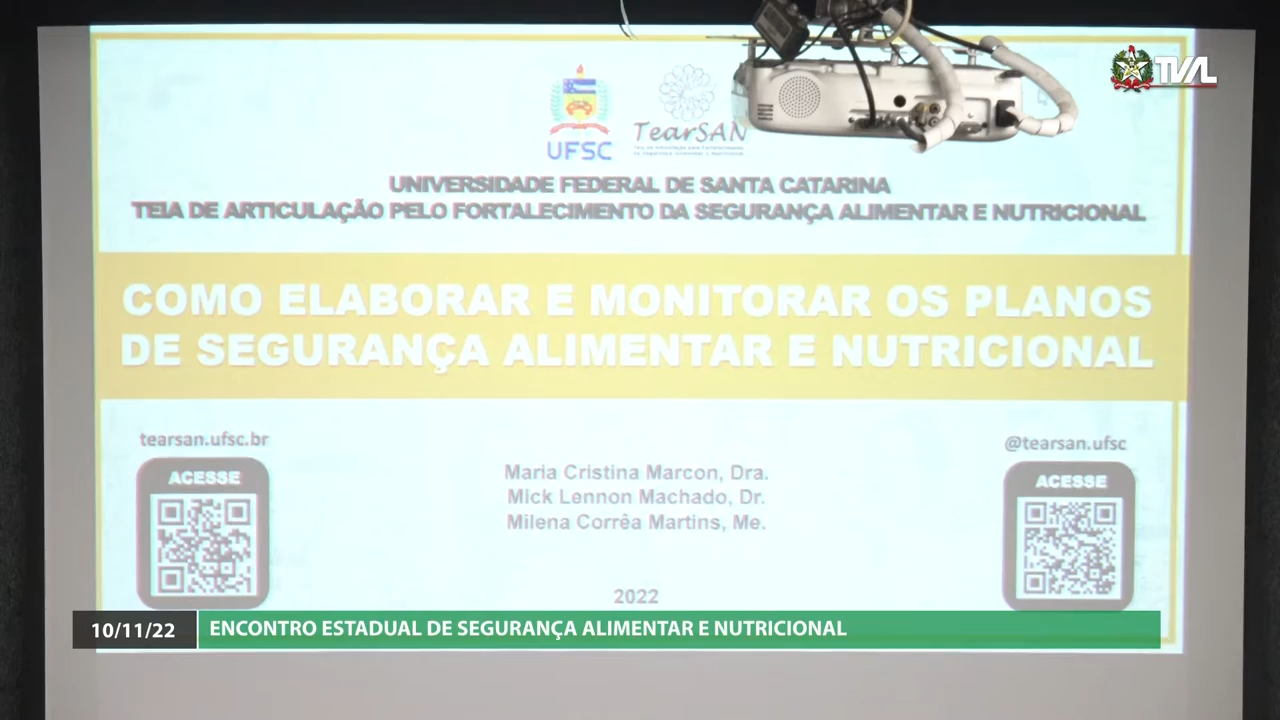 TVAL
UFSC
TearSAN
UNIVERSIDADE FEDERAL DE SANTA CATARINA
TEIA DE ARTICULAÇÃO PELO FORTALECIMENTO DA SEGURANÇA ALIMENTAR E NUTRICIONAL
COMO ELABORAR E MONITORAR OS PLANOS
DE SEGURANÇA ALIMENTAR E NUTRICIONAL
tearsan.ufsc.br
@tearsan.ufsc
ACESSE
ACESSE
Maria Cristina Marcon, Dra.
Mick Lennon Machado, Dr.
Milena Corrêa Martins, Me.
2022
10/11/22
ENCONTRO ESTADUAL DE SEGURANÇA ALIMENTAR E NUTRICIONAL